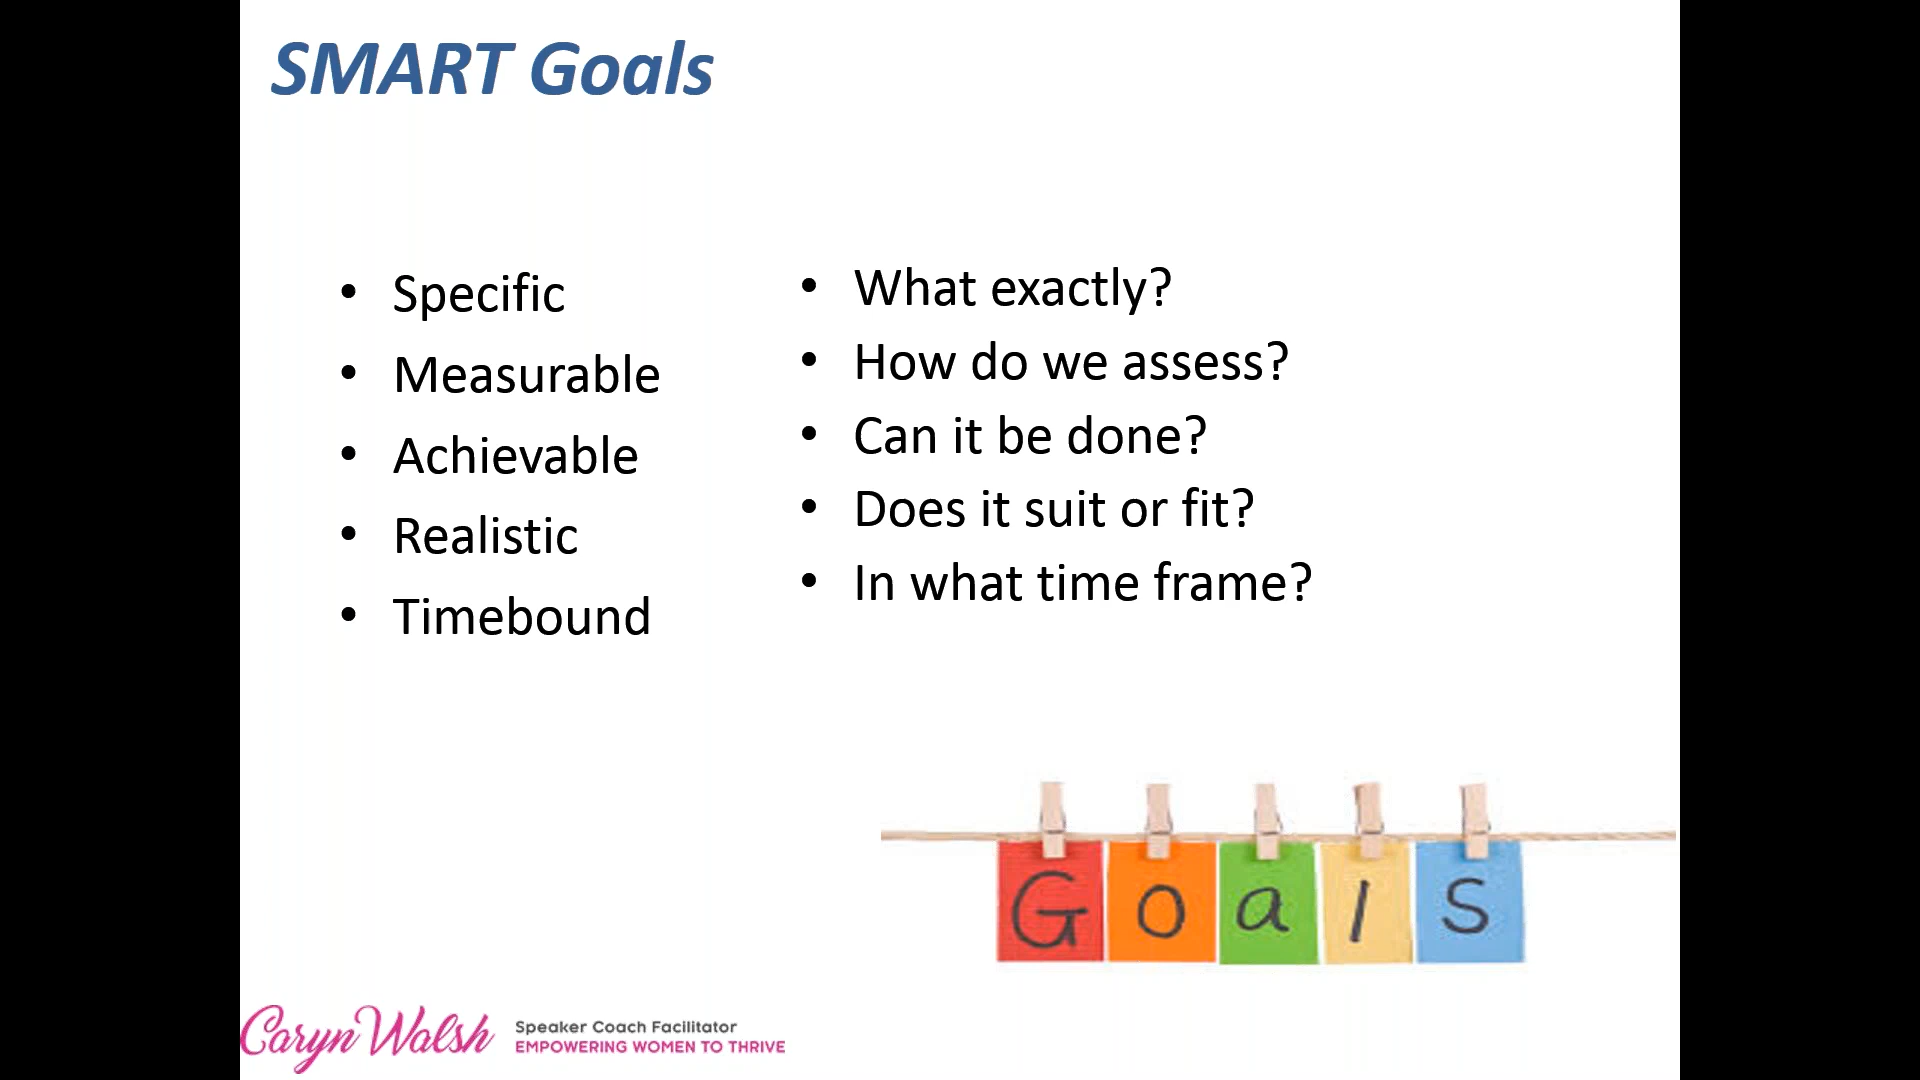 SMART Goals
• Specific
• Measurable
• Achievable
• Realistic
• Timebound
• What exactly?
• How do we assess?
• Can it be done?
• Does it suit or fit?
• In what time frame?
Goals
Caryn Walsh
Speaker Coach Facilitator
EMPOWERING WOMEN TO THRIVE